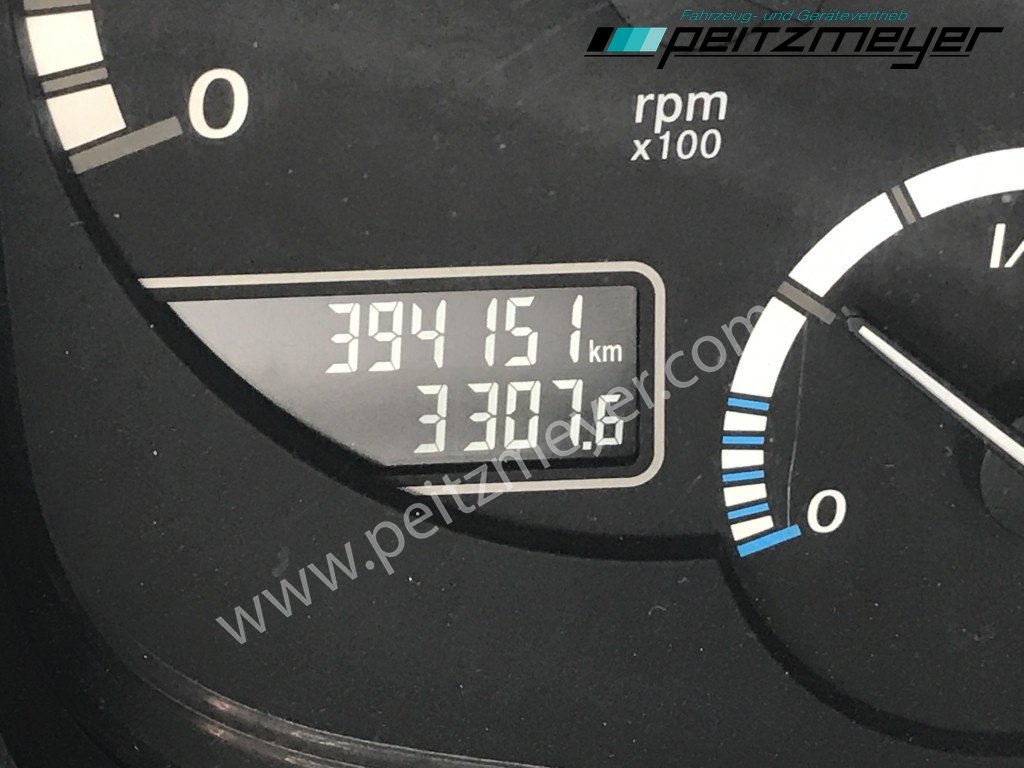 Fahrzeug- und Gerätevertrieb
peitzmeyer
0
rpm
x100
394151 km
3307.6
0
www.peitzmeyer.com